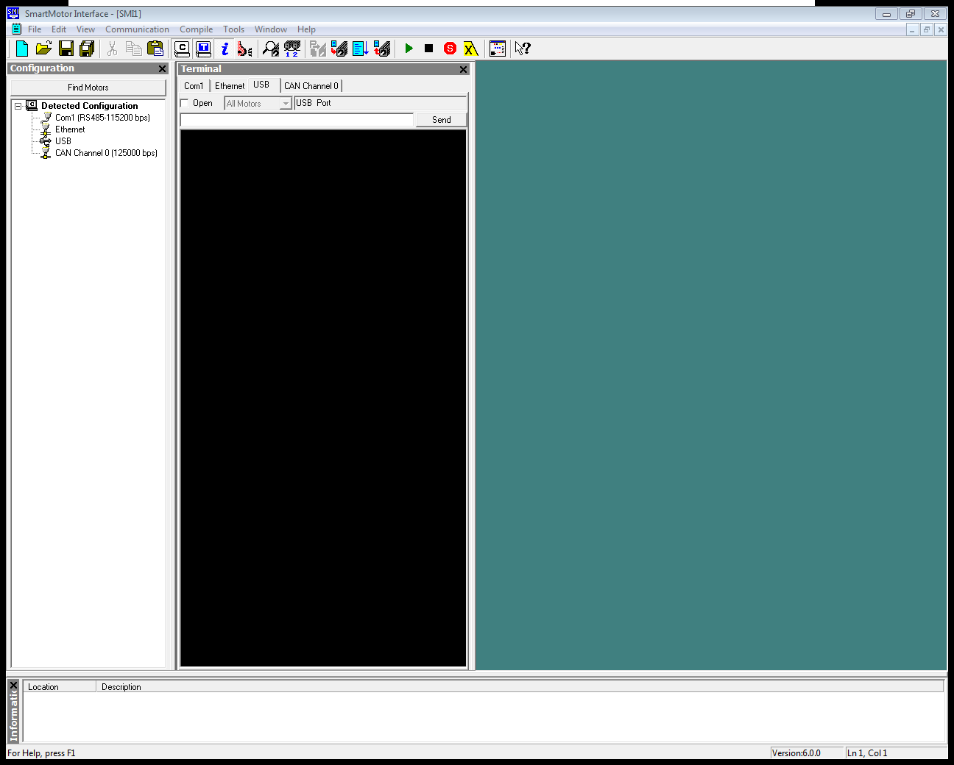 SmartMotor Interface - [SMI1]
File Edit View Communication Compile Tools Window Help
Configuration
Find Motors
Detected Configuration
Com1 (RS485-115200 bps)
Ethernet
USB
CAN Channel 0 (125000 bps)
Terminal
Com1 Ethernet USB CAN Channel 0
Open All Motors USB Port
Send
Location Description
Informatio
For Help, press F1 Version:6.0.0 Ln 1, Col 1